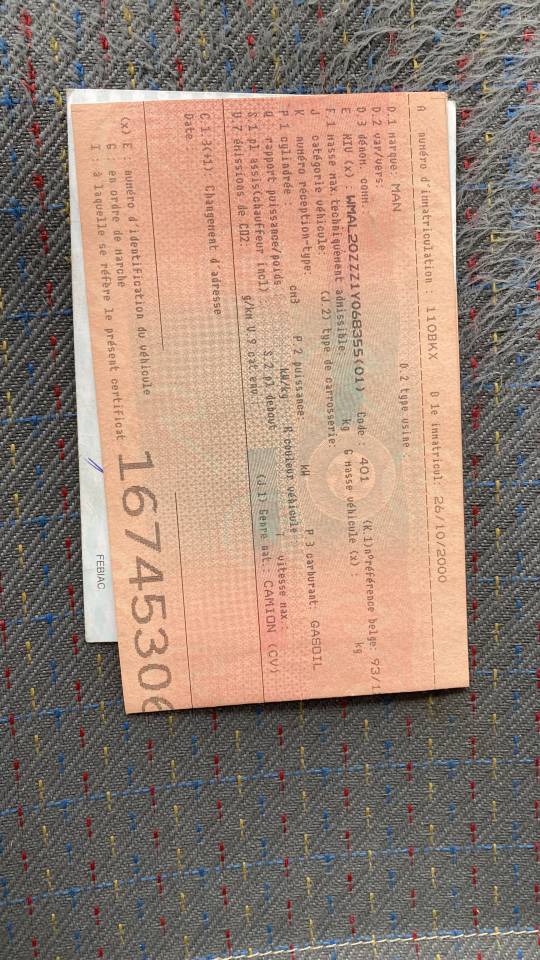 A numéro d'immatriculation : 110BKX B 1e immatricul: 26/10/2000
D.1 marque: MAN
D.2 var/vers D.2 type usine
D 3 dénom. comm.
E NIV (x) : WMAL20ZZZ1Y068355(01) Code : 401 (K.1)n°référence belge: 93/1
F 1 masse max techniquement admissible: kg G masse véhicule (x) : kg
J catégorie véhicule: (J.2) type de carrosserie:
K numéro réception-type:
P.1 cylindrée: cm3 P 2 puissance: kW P 3 carburant: GASOIL
Q rapport puissance/poids: kW/kg R couleur véhicule: T vitesse max.:
S.1 pl assis(chauffeur incl) S.2 pl debout (J.1) Genre nat.: CAMION (CV)
V.7 émissions de CO2: g/km V.9 cat.env.
C.1.3(+1) Changement d'adresse
Date
(x) E numéro d'identification du véhicule
G : en ordre de marche
I à laquelle se réfère le présent certificat
16745306
FEBIAC